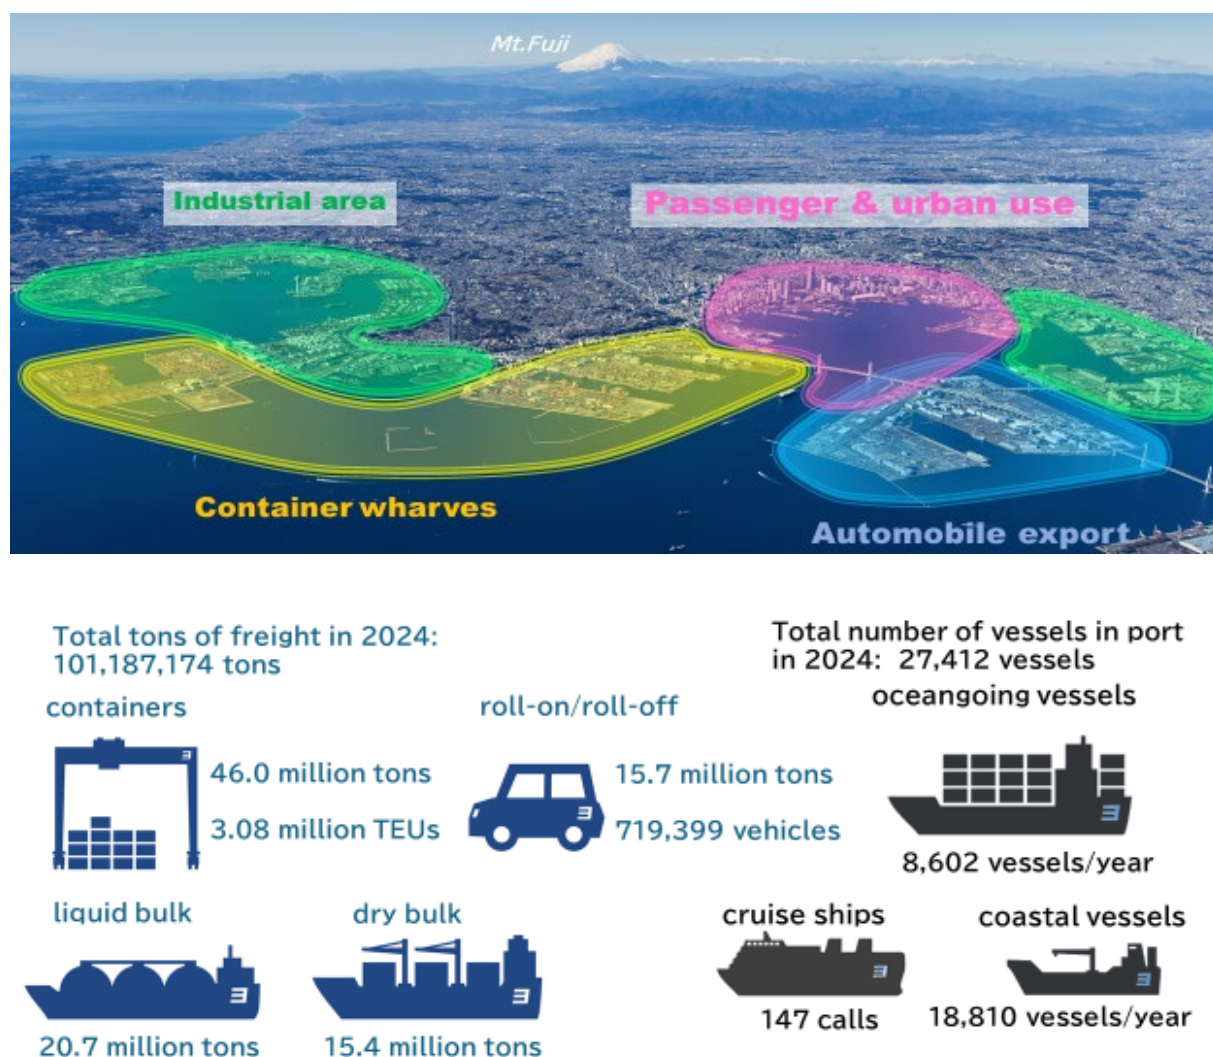 Mt.Fuji
Industrial area
Passenger & urban use
Container wharves
Automobile export
Total tons of freight in 2024:
101,187,174 tons
containers
46.0 million tons
3.08 million TEUs
roll-on/roll-off
15.7 million tons
719,399 vehicles
liquid bulk
20.7 million tons
dry bulk
15.4 million tons
Total number of vessels in port
in 2024: 27,412 vessels
oceangoing vessels
8,602 vessels/year
cruise ships
147 calls
coastal vessels
18,810 vessels/year